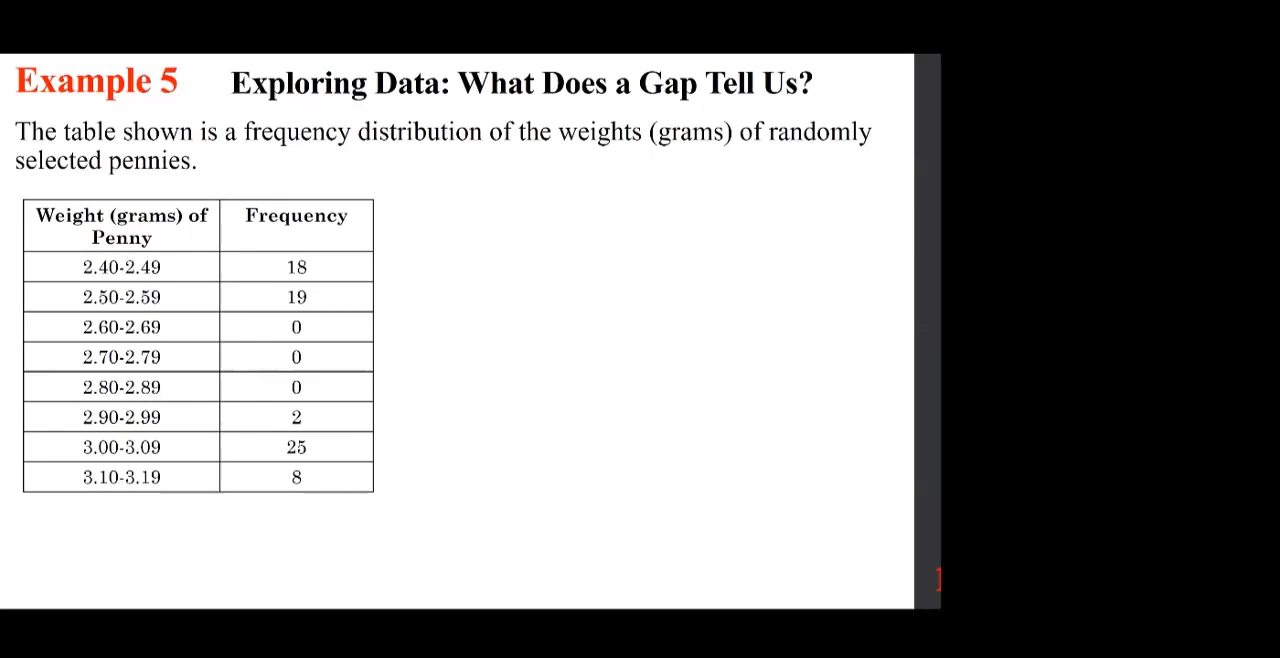 Example 5 Exploring Data: What Does a Gap Tell Us?
The table shown is a frequency distribution of the weights (grams) of randomly
selected pennies.
Weight (grams) of Penny Frequency
2.40-2.49 18
2.50-2.59 19
2.60-2.69 0
2.70-2.79 0
2.80-2.89 0
2.90-2.99 2
3.00-3.09 25
3.10-3.19 8